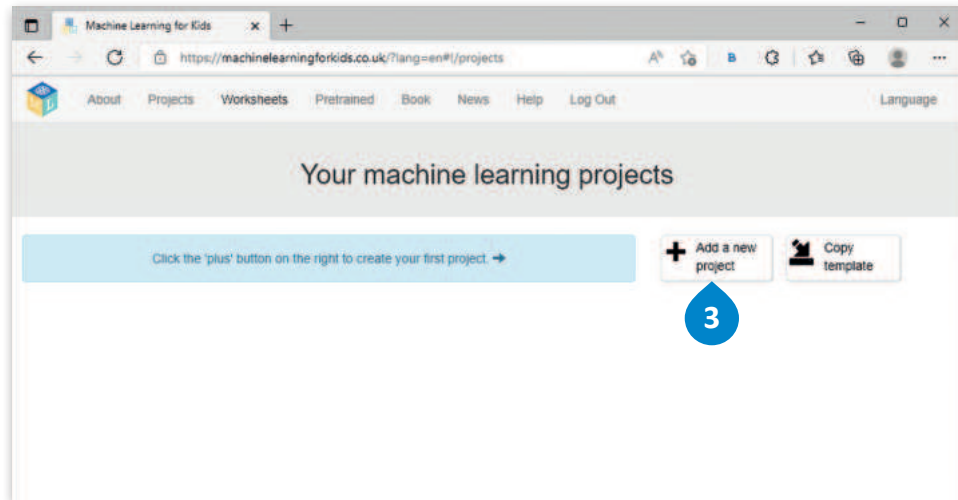 Machine Learning for Kids
https://machinelearningforkids.co.uk/?lang=en#!/projects
About Projects Worksheets Pretrained Book News Help Log Out Language
Your machine learning projects
Click the 'plus' button on the right to create your first project.
Add a new
project
Copy
template
3